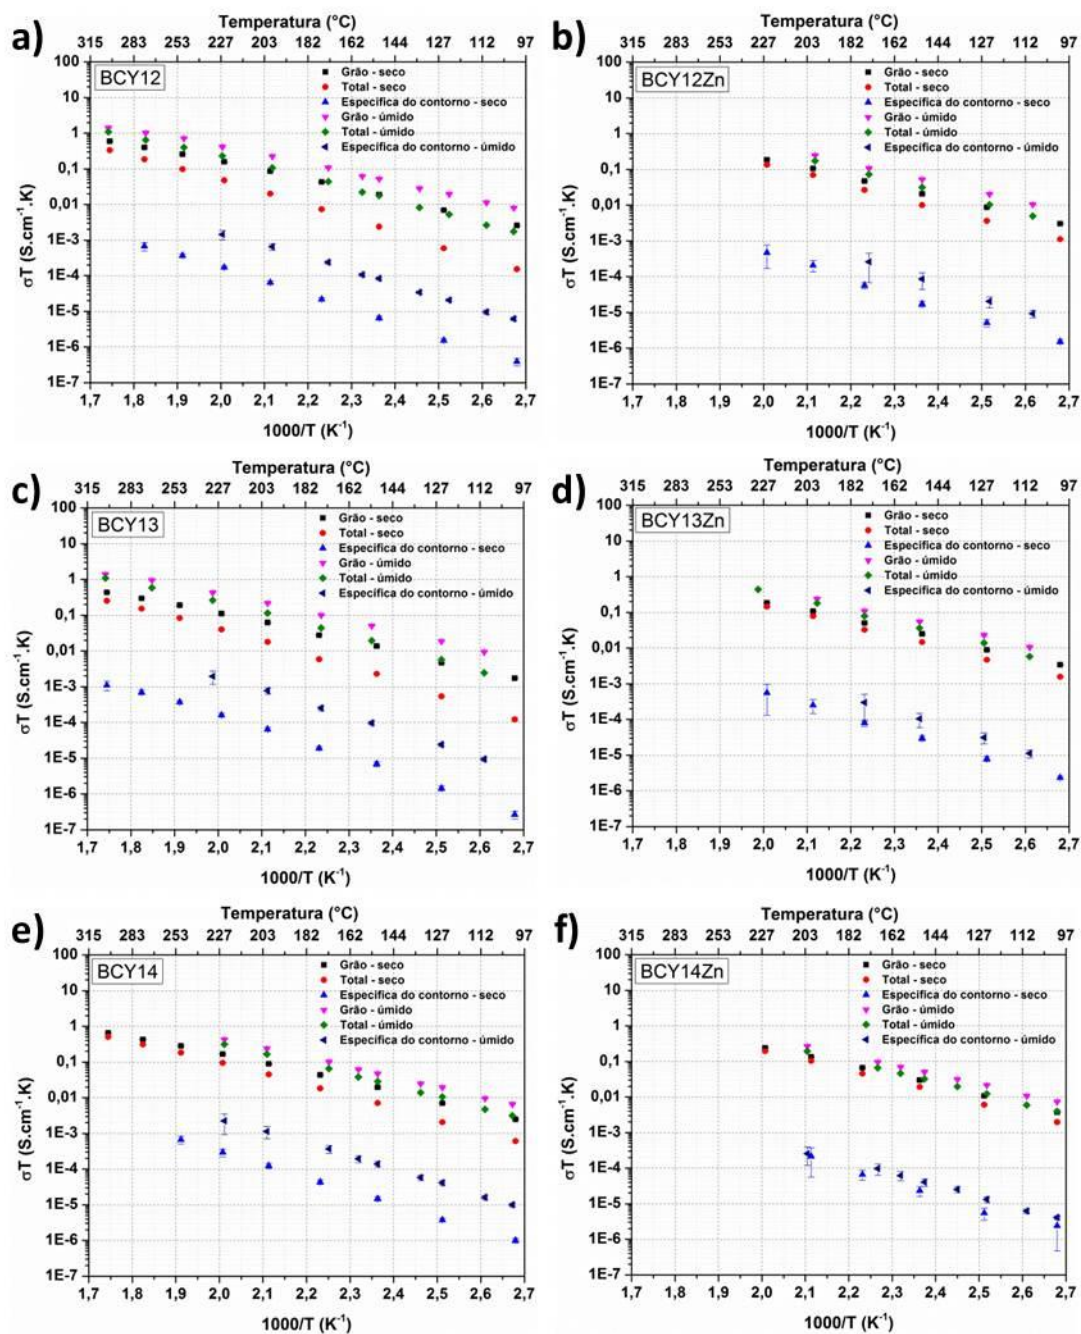 a)
Temperatura (°C)
315 283 253 227 203 182 162 144 127 112 97
BCY12
Grão - seco
Total - seco
Específica do contorno - seco
Grão - úmido
Total - úmido
Específica do contorno - úmido
σT (S.cm⁻¹.K)
100
10
1
0,1
0,01
1E-3
1E-4
1E-5
1E-6
1E-7
1,7 1,8 1,9 2,0 2,1 2,2 2,3 2,4 2,5 2,6 2,7
1000/T (K⁻¹)
b)
Temperatura (°C)
315 283 253 227 203 182 162 144 127 112 97
BCY12Zn
Grão - seco
Total - seco
Específica do contorno - seco
Grão - úmido
Total - úmido
Específica do contorno - úmido
σT (S.cm⁻¹.K)
100
10
1
0,1
0,01
1E-3
1E-4
1E-5
1E-6
1E-7
1,7 1,8 1,9 2,0 2,1 2,2 2,3 2,4 2,5 2,6 2,7
1000/T (K⁻¹)
c)
Temperatura (°C)
315 283 253 227 203 182 162 144 127 112 97
BCY13
Grão - seco
Total - seco
Específica do contorno - seco
Grão - úmido
Total - úmido
Específica do contorno - úmido
σT (S.cm⁻¹.K)
100
10
1
0,1
0,01
1E-3
1E-4
1E-5
1E-6
1E-7
1,7 1,8 1,9 2,0 2,1 2,2 2,3 2,4 2,5 2,6 2,7
1000/T (K⁻¹)
d)
Temperatura (°C)
315 283 253 227 203 182 162 144 127 112 97
BCY13Zn
Grão - seco
Total - seco
Específica do contorno - seco
Grão - úmido
Total - úmido
Específica do contorno - úmido
σT (S.cm⁻¹.K)
100
10
1
0,1
0,01
1E-3
1E-4
1E-5
1E-6
1E-7
1,7 1,8 1,9 2,0 2,1 2,2 2,3 2,4 2,5 2,6 2,7
1000/T (K⁻¹)
e)
Temperatura (°C)
315 283 253 227 203 182 162 144 127 112 97
BCY14
Grão - seco
Total - seco
Específica do contorno - seco
Grão - úmido
Total - úmido
Específica do contorno - úmido
σT (S.cm⁻¹.K)
100
10
1
0,1
0,01
1E-3
1E-4
1E-5
1E-6
1E-7
1,7 1,8 1,9 2,0 2,1 2,2 2,3 2,4 2,5 2,6 2,7
1000/T (K⁻¹)
f)
Temperatura (°C)
315 283 253 227 203 182 162 144 127 112 97
BCY14Zn
Grão - seco
Total - seco
Específica do contorno - seco
Grão - úmido
Total - úmido
Específica do contorno - úmido
σT (S.cm⁻¹.K)
100
10
1
0,1
0,01
1E-3
1E-4
1E-5
1E-6
1E-7
1,7 1,8 1,9 2,0 2,1 2,2 2,3 2,4 2,5 2,6 2,7
1000/T (K⁻¹)